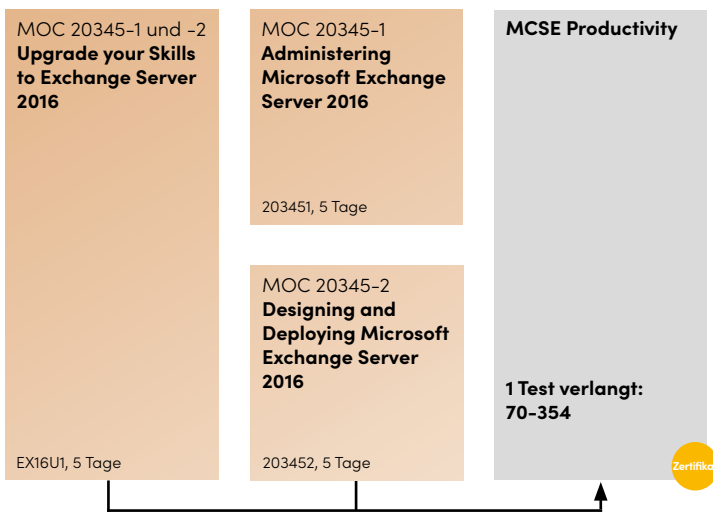 MOC 20345-1 und -2
Upgrade your Skills
to Exchange Server
2016
EX16U1, 5 Tage
MOC 20345-1
Administering
Microsoft Exchange
Server 2016
203451, 5 Tage
MOC 20345-2
Designing and
Deploying Microsoft
Exchange Server
2016
203452, 5 Tage
MCSE Productivity
1 Test verlangt:
70-354
Zertifika